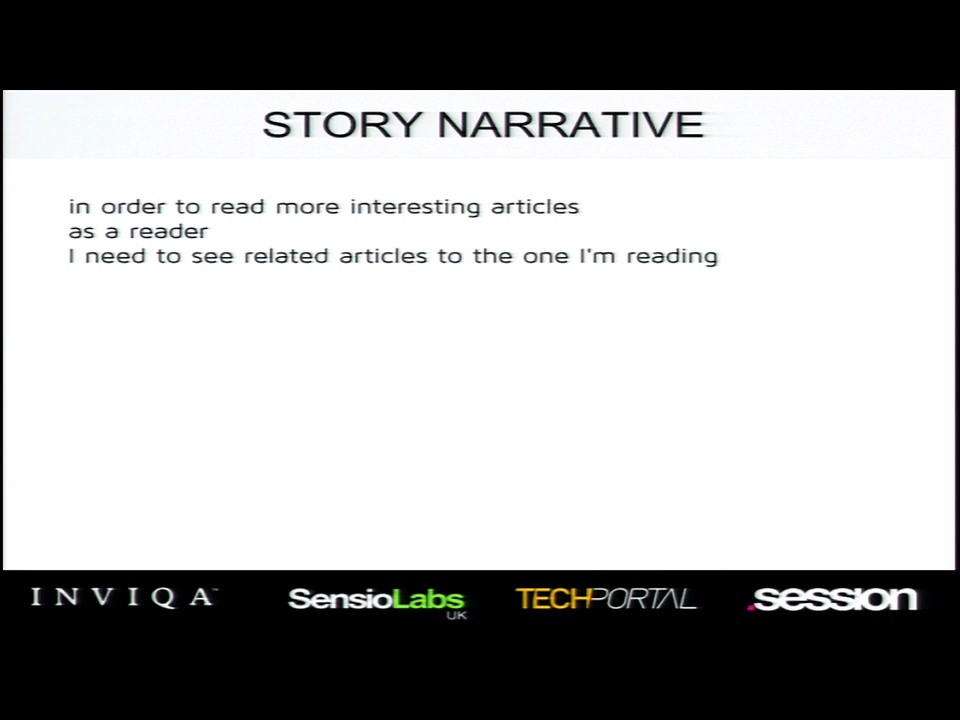 STORY NARRATIVE
in order to read more interesting articles
as a reader
I need to see related articles to the one I'm reading
INVIQA™
SensioLabs
UK
TECHPORTAL
.session